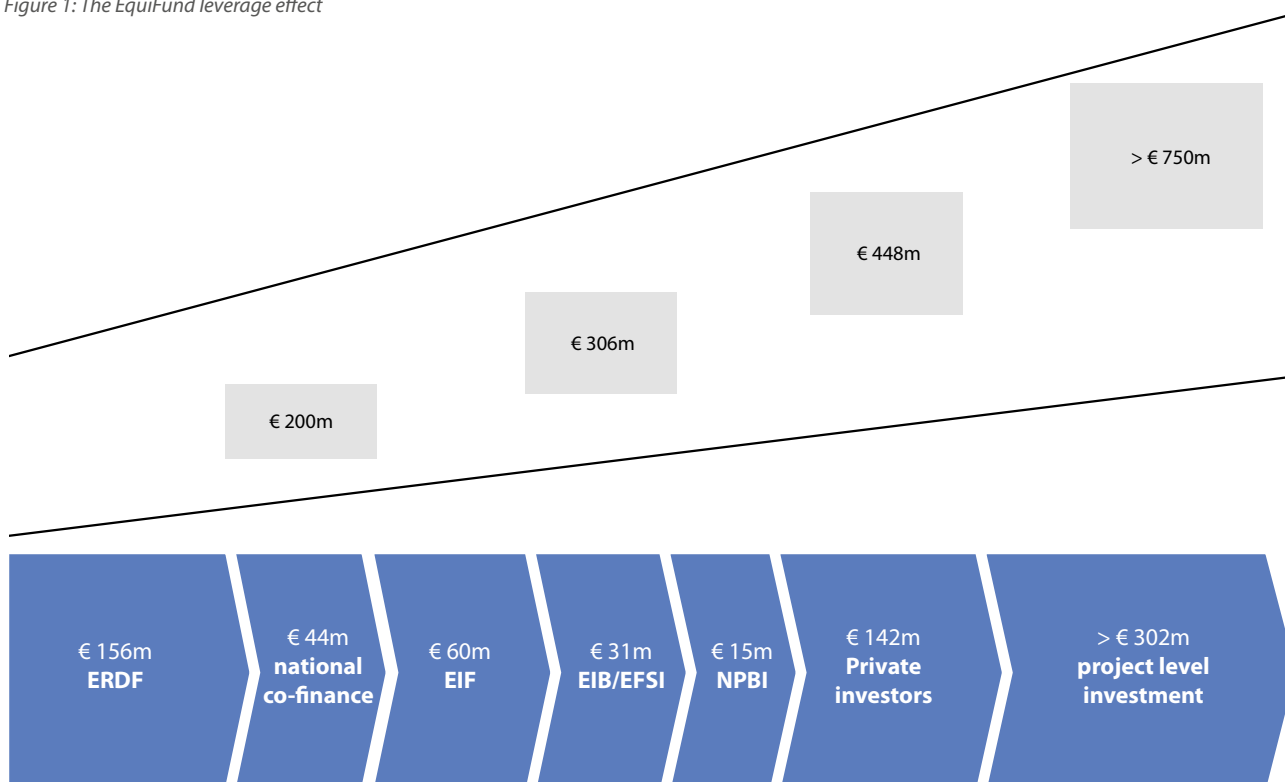 Figure 1: The EquiFund leverage effect
> € 750m
€ 448m
€ 306m
€ 200m
€ 156m
ERDF
€ 44m
national
co-finance
€ 60m
EIF
€ 31m
EIB/EFSI
€ 15m
NPBI
€ 142m
Private
investors
> € 302m
project level
investment